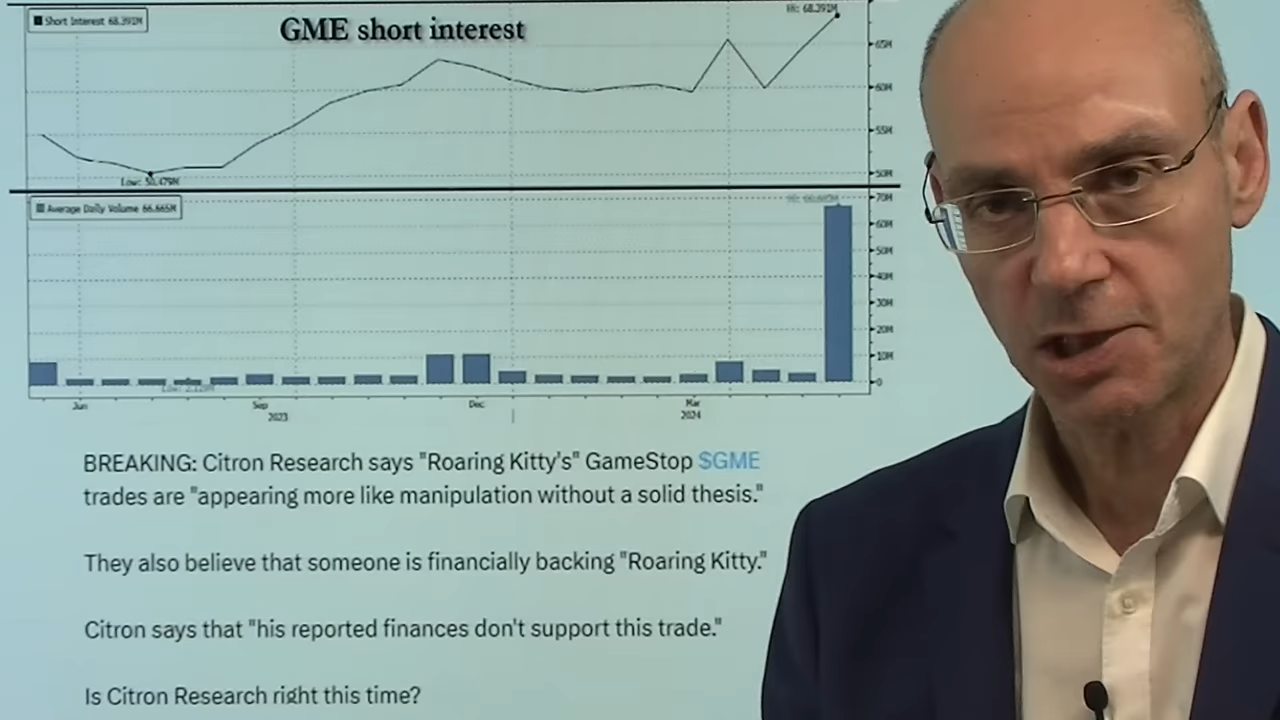 Short Interest 68.391M
GME short interest
Hi: 68.391M
65M
60M
55M
50M
Low: 50.479M
Average Daily Volume 66.665M
70M
60M
50M
40M
30M
20M
10M
0
Jun
Sep
Dec
Mar
2023
2024
BREAKING: Citron Research says "Roaring Kitty's" GameStop $GME
trades are "appearing more like manipulation without a solid thesis."
They also believe that someone is financially backing "Roaring Kitty."
Citron says that "his reported finances don't support this trade."
Is Citron Research right this time?